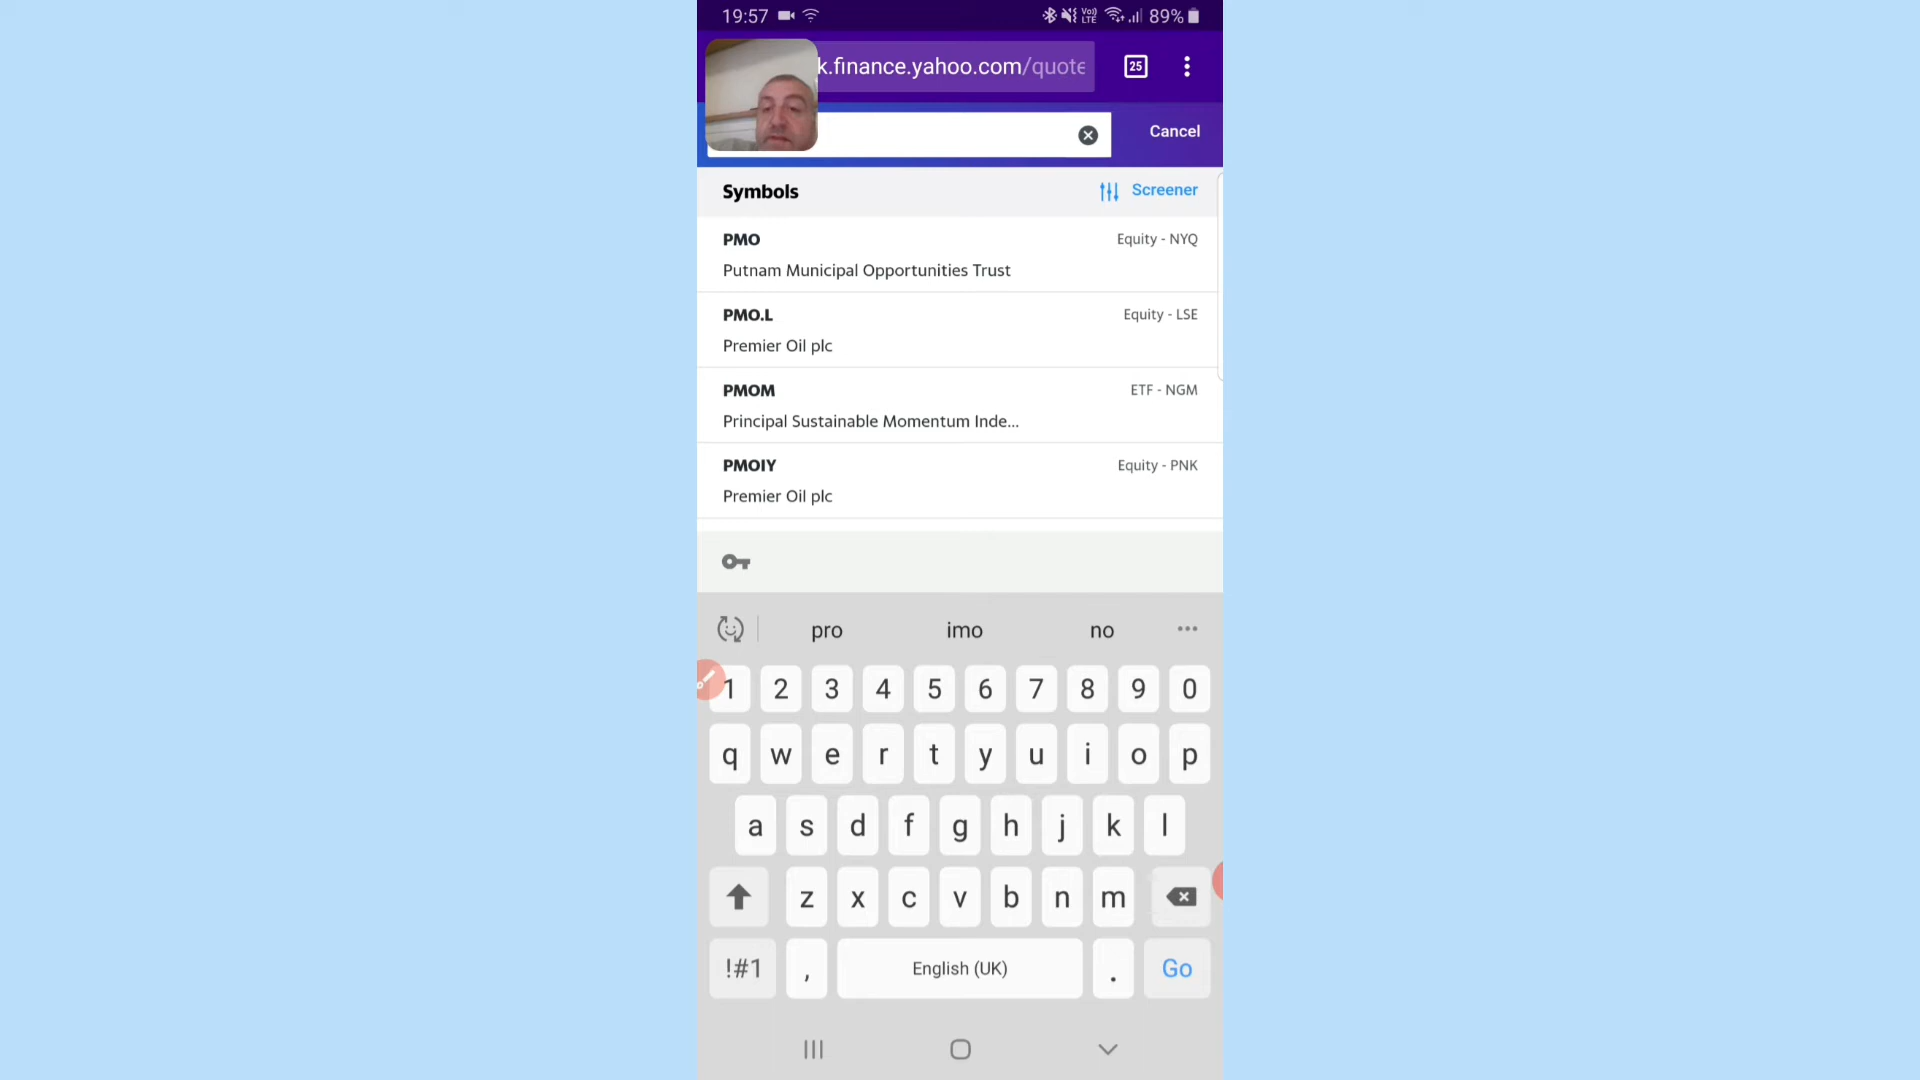 19:57
Vo))
LTE
89%
k.finance.yahoo.com/quote
25
Cancel
Symbols
Screener
PMO
Equity - NYQ
Putnam Municipal Opportunities Trust
PMO.L
Equity - LSE
Premier Oil plc
PMOM
ETF - NGM
Principal Sustainable Momentum Inde...
PMOIY
Equity - PNK
Premier Oil plc
pro imo no
1 2 3 4 5 6 7 8 9 0
q w e r t y u i o p
a s d f g h j k l
z x c v b n m
!#1 , English (UK) . Go